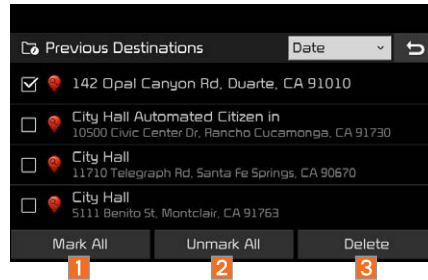 Previous Destinations Date
142 Opal Canyon Rd, Duarte, CA 91010
City Hall Automated Citizen in
10500 Civic Center Dr, Rancho Cucamonga, CA 91730
City Hall
11710 Telegraph Rd, Santa Fe Springs, CA 90670
City Hall
5111 Benito St, Montclair, CA 91763
Mark All Unmark All Delete
1 2 3